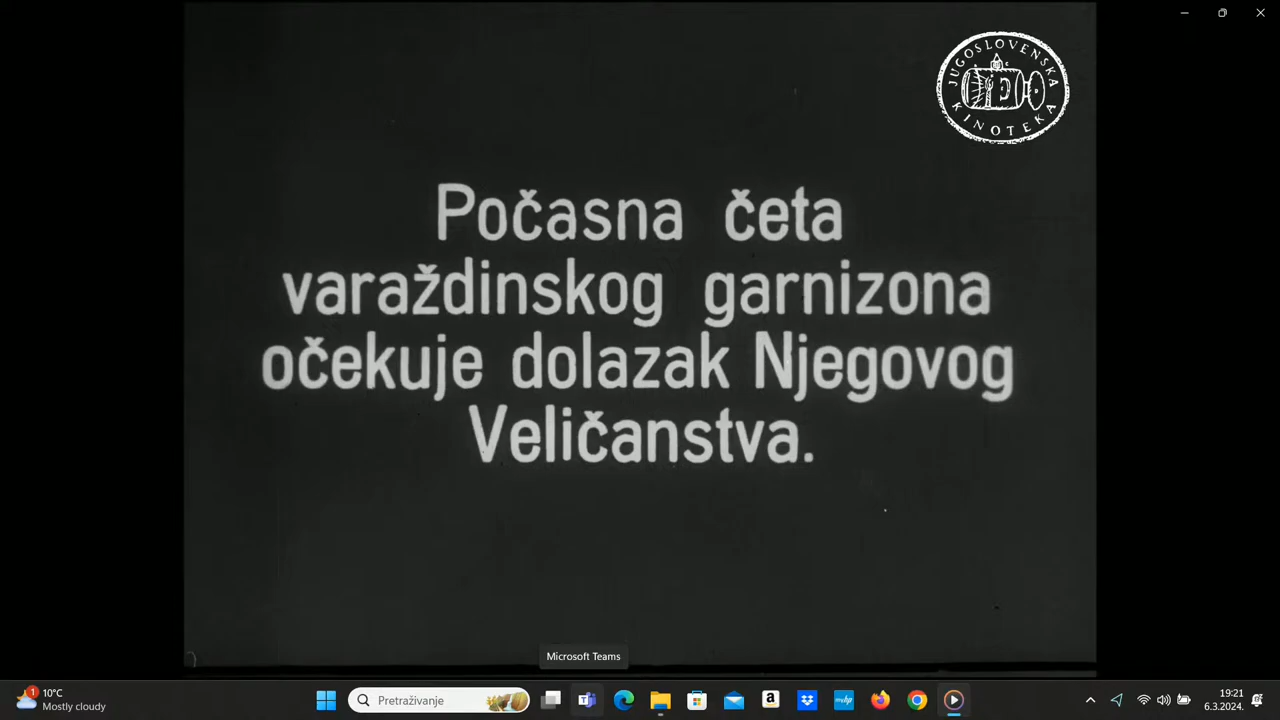 JUGOSLOVENSKA
KINOTEKA
Počasna četa
varaždinskog garnizona
očekuje dolazak Njegovog
Veličanstva.
Microsoft Teams
1
10°C
Mostly cloudy
Pretraživanje
19:21
6.3.2024.